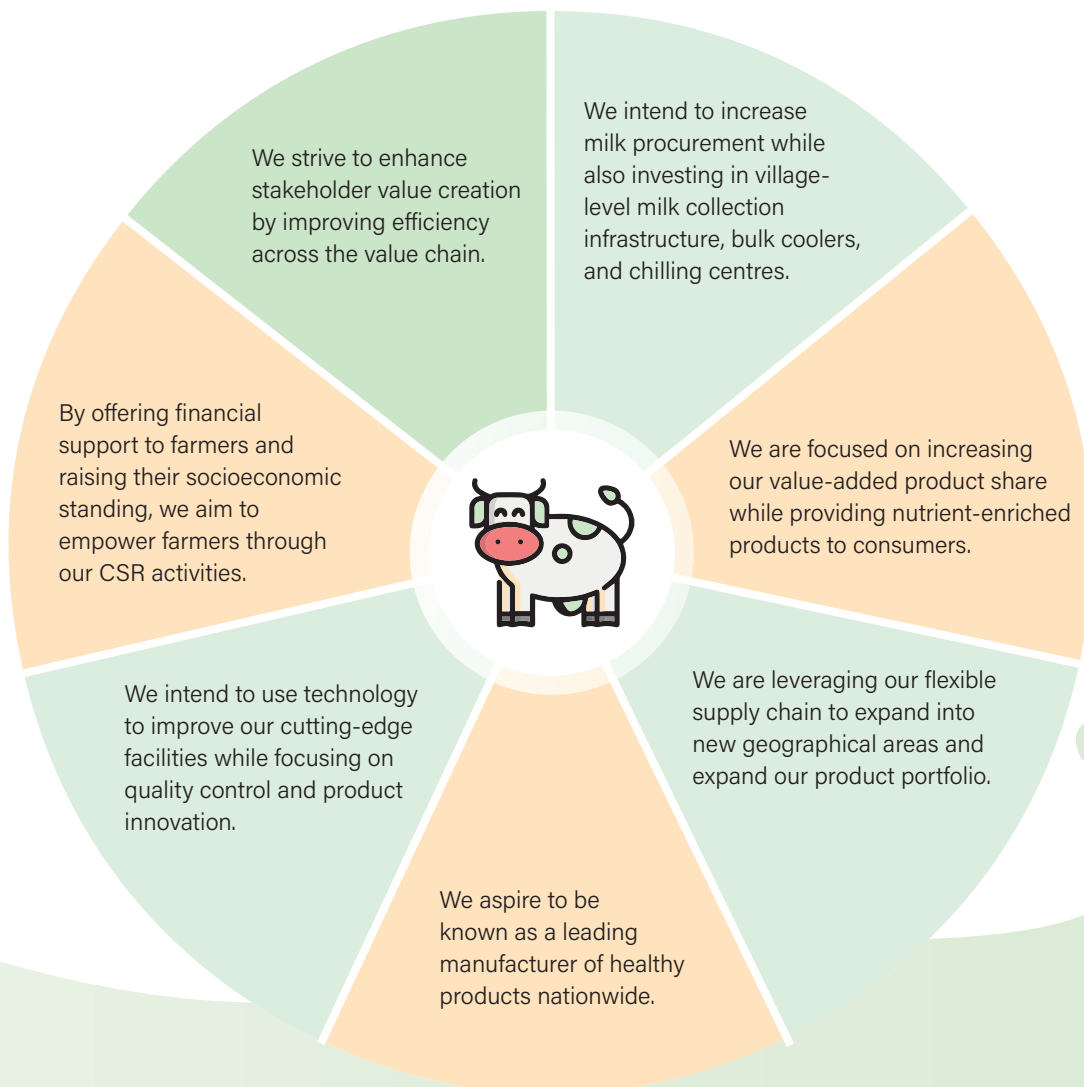 We strive to enhance
stakeholder value creation
by improving efficiency
across the value chain.
We intend to increase
milk procurement while
also investing in village-
level milk collection
infrastructure, bulk coolers,
and chilling centres.
By offering financial
support to farmers and
raising their socioeconomic
standing, we aim to
empower farmers through
our CSR activities.
We are focused on increasing
our value-added product share
while providing nutrient-enriched
products to consumers.
We intend to use technology
to improve our cutting-edge
facilities while focusing on
quality control and product
innovation.
We are leveraging our flexible
supply chain to expand into
new geographical areas and
expand our product portfolio.
We aspire to be
known as a leading
manufacturer of healthy
products nationwide.